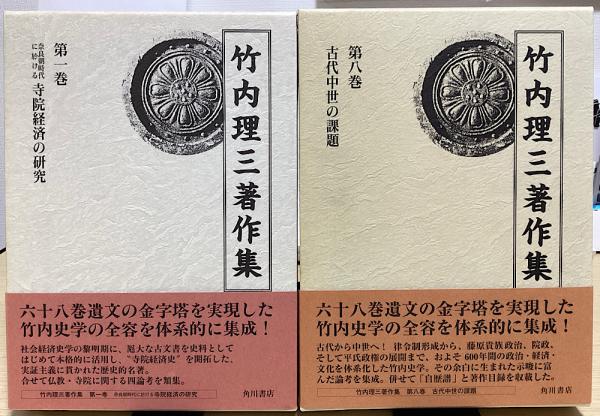 竹内理三著作集
第一巻
奈良朝時代
に於ける
寺院経済の研究
六十八巻遺文の金字塔を実現した
竹内史学の全容を体系的に集成！
社会経済史学の黎明期に、厖大な古文書を史料として
はじめて本格的に活用し、“寺院経済史”を開拓した、
実証主義に貫かれた歴史的名著。
合せて仏教・寺院に関する四論考を類集。
竹内理三著作集 第一巻 奈良朝時代に於ける寺院経済の研究
角川書店
竹内理三著作集
第八巻
古代中世の課題
六十八巻遺文の金字塔を実現した
竹内史学の全容を体系的に集成！
古代から中世へ！ 律令制形成から、藤原貴族政治、院政、
そして平氏政権の展開まで、およそ600年間の政治・経済・
文化を体系化した竹内史学。その余白に生まれた示唆に富
んだ論考を集成。併せて「自歴譜」と著作目録を収載した。
竹内理三著作集 第八巻 古代中世の課題
角川書店